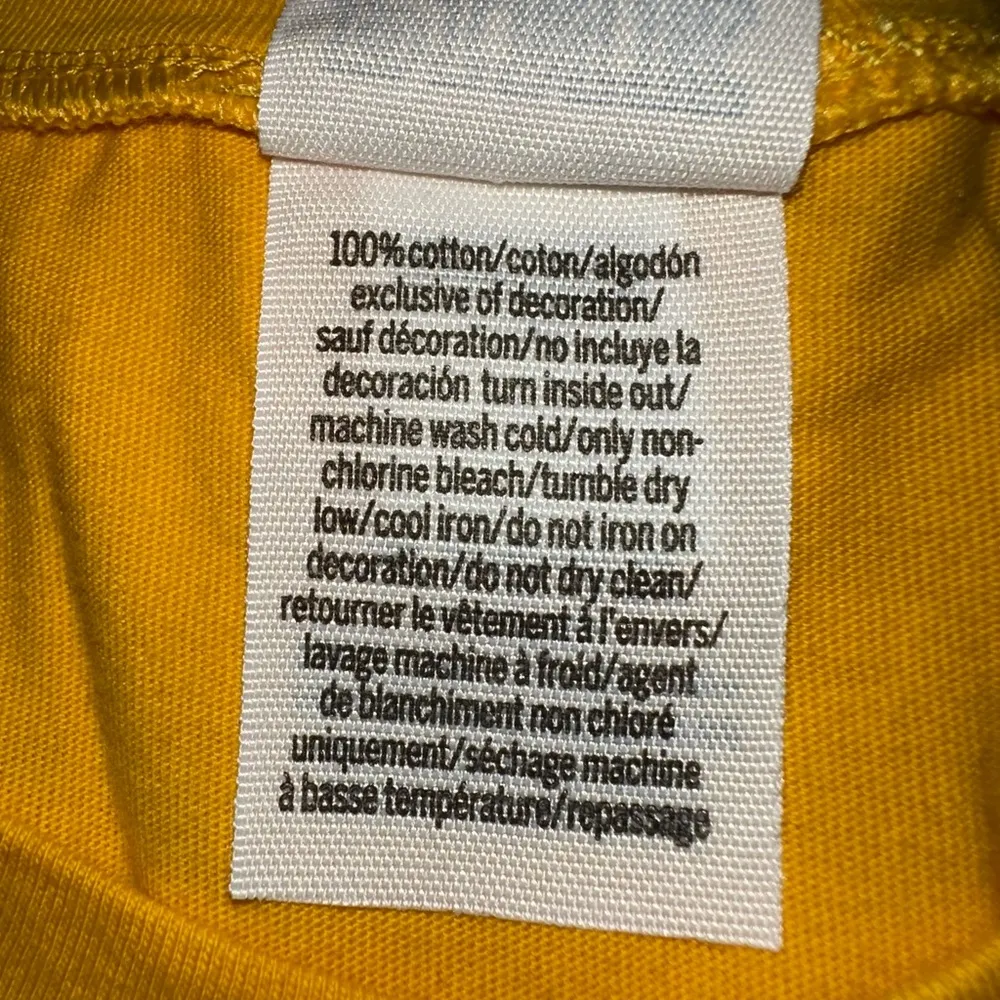 100% cotton/coton/algodón
exclusive of decoration/
sauf décoration/no incluye la
decoración turn inside out/
machine wash cold/only non-
chlorine bleach/tumble dry
low/cool iron/do not iron on
decoration/do not dry clean/
retourner le vêtement à l'envers/
lavage machine à froid/agent
de blanchiment non chloré
uniquement/séchage machine
à basse température/repassage